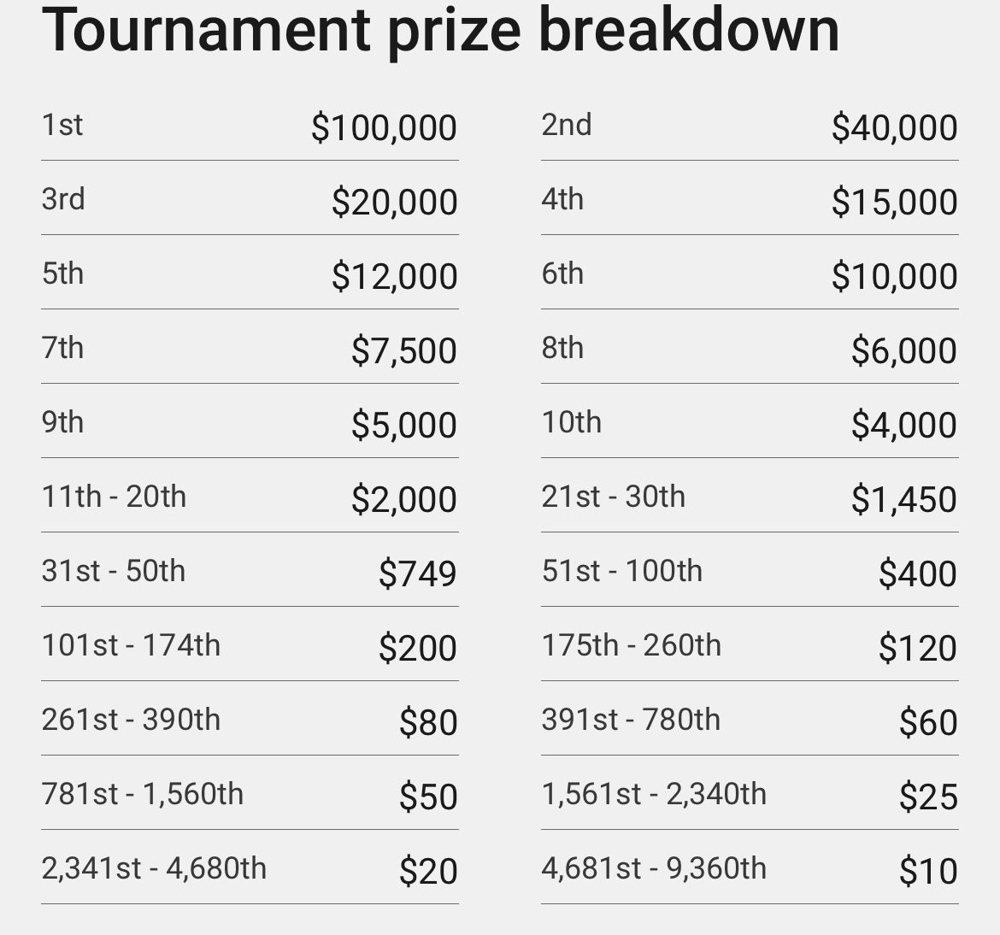 Tournament prize breakdown
1st $100,000 2nd $40,000
3rd $20,000 4th $15,000
5th $12,000 6th $10,000
7th $7,500 8th $6,000
9th $5,000 10th $4,000
11th - 20th $2,000 21st - 30th $1,450
31st - 50th $749 51st - 100th $400
101st - 174th $200 175th - 260th $120
261st - 390th $80 391st - 780th $60
781st - 1,560th $50 1,561st - 2,340th $25
2,341st - 4,680th $20 4,681st - 9,360th $10